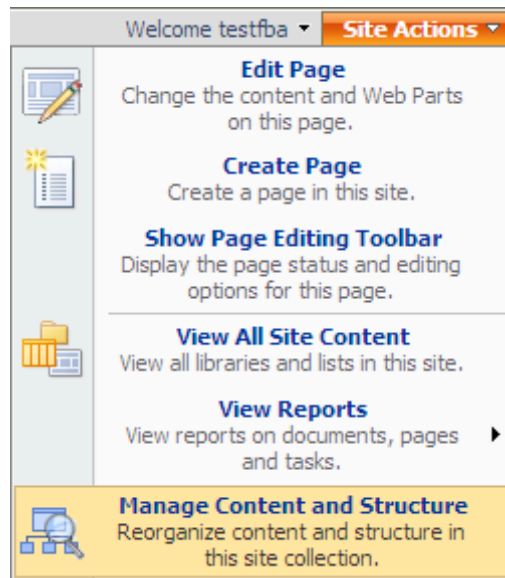 Welcome testfba
Site Actions
Edit Page
Change the content and Web Parts
on this page.
Create Page
Create a page in this site.
Show Page Editing Toolbar
Display the page status and editing
options for this page.
View All Site Content
View all libraries and lists in this site.
View Reports
View reports on documents, pages
and tasks.
Manage Content and Structure
Reorganize content and structure in
this site collection.